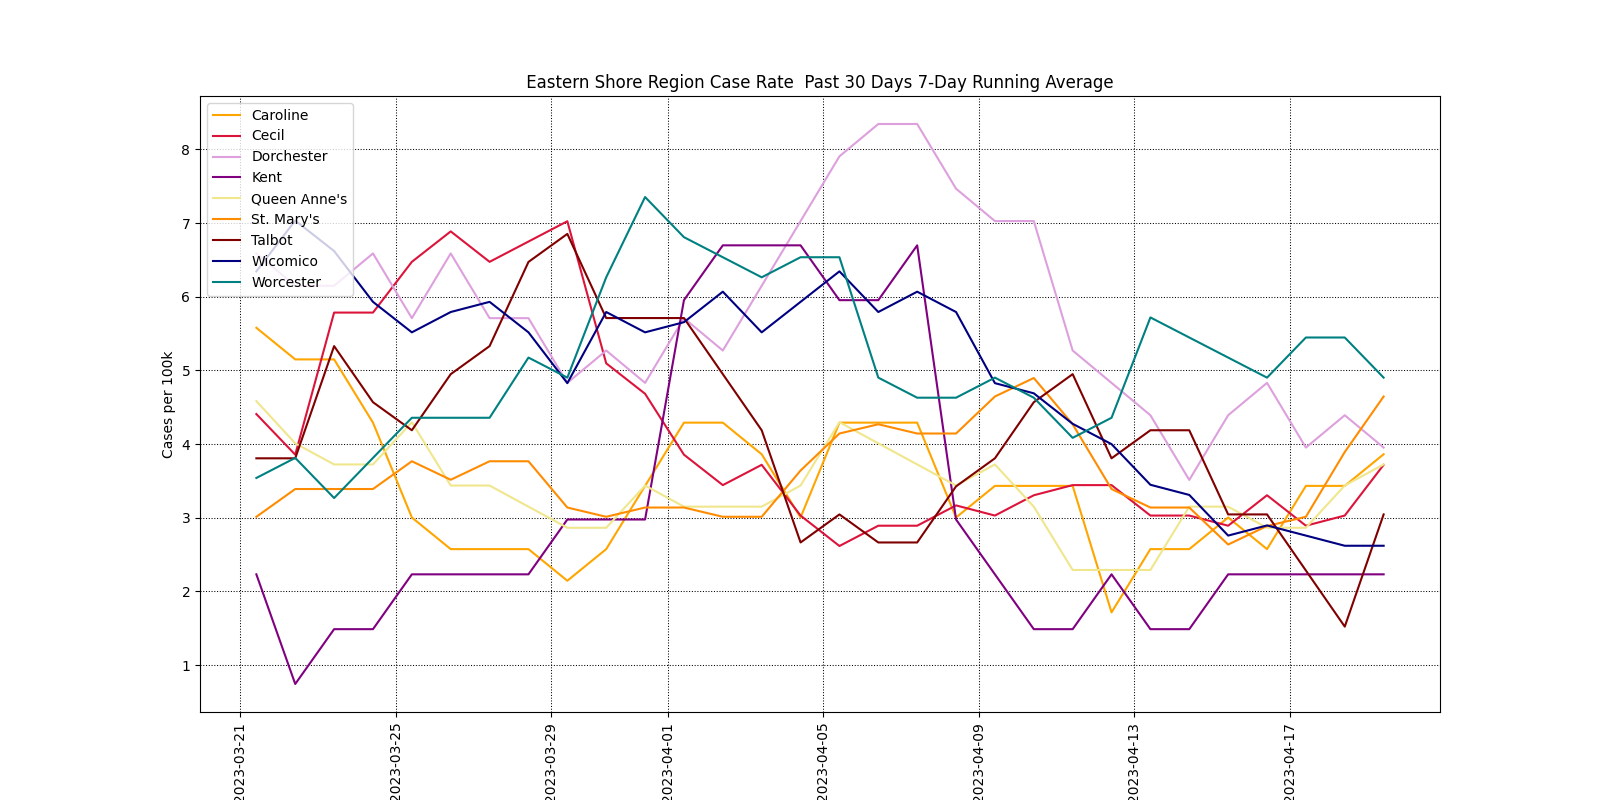 Eastern Shore Region Case Rate  Past 30 Days 7-Day Running Average
Caroline
Cecil
Dorchester
Kent
Queen Anne's
St. Mary's
Talbot
Wicomico
Worcester
Cases per 100k
8
7
6
5
4
3
2
1
2023-03-21
2023-03-25
2023-03-29
2023-04-01
2023-04-05
2023-04-09
2023-04-13
2023-04-17